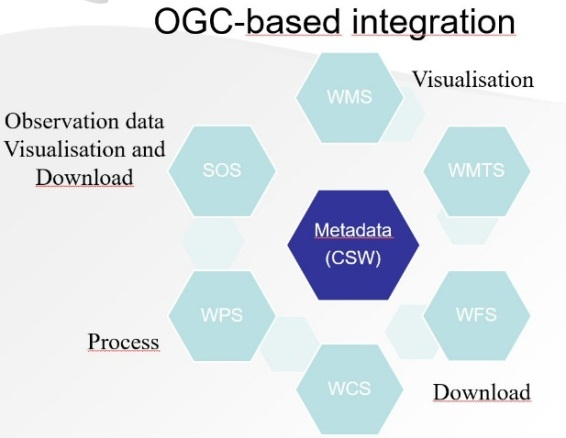 OGC-based integration
WMS
Visualisation
Observation data
Visualisation and
Download
SOS
WMTS
Metadata
(CSW)
WPS
WFS
Process
WCS
Download